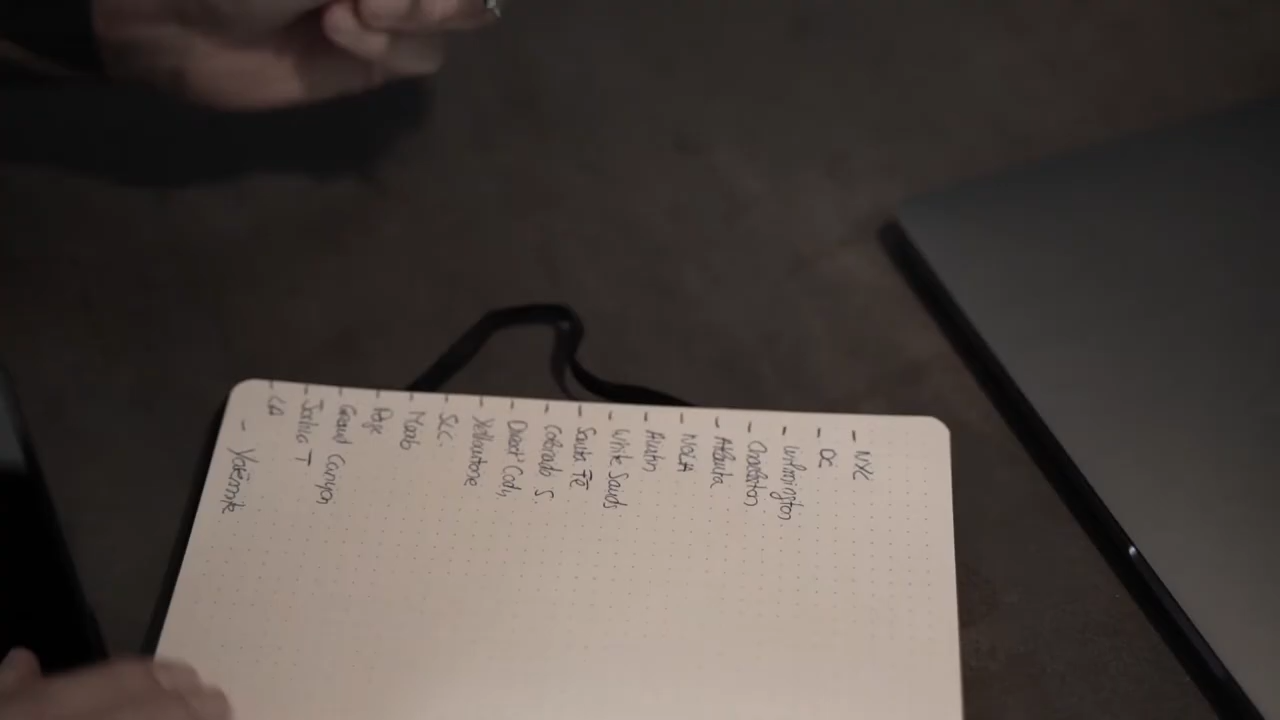 - NYC
- DC
- Wilmington
- Charleston
- Atlanta
- NOLA
- Austin
- White Sands
- Santa Fe
- Colorado S.
- Cody
- Yellowstone
- SLC.
- Moab
- Page
- Grand Canyon
- Joshua T
- LA
- Yosemite